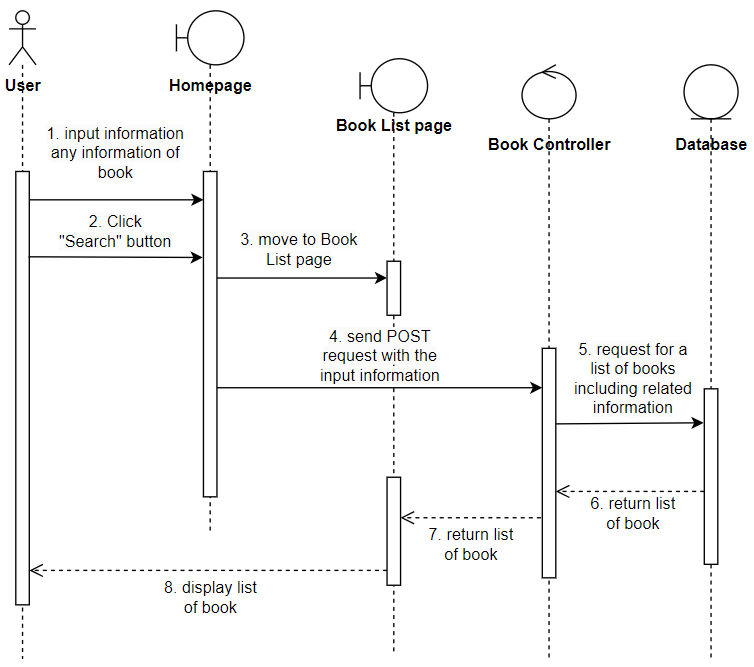 User
Homepage
Book List page
Book Controller
Database
1. input information
any information of
book
2. Click
"Search" button
3. move to Book
List page
4. send POST
request with the
input information
5. request for a
list of books
including related
information
6. return list
of book
7. return list
of book
8. display list
of book